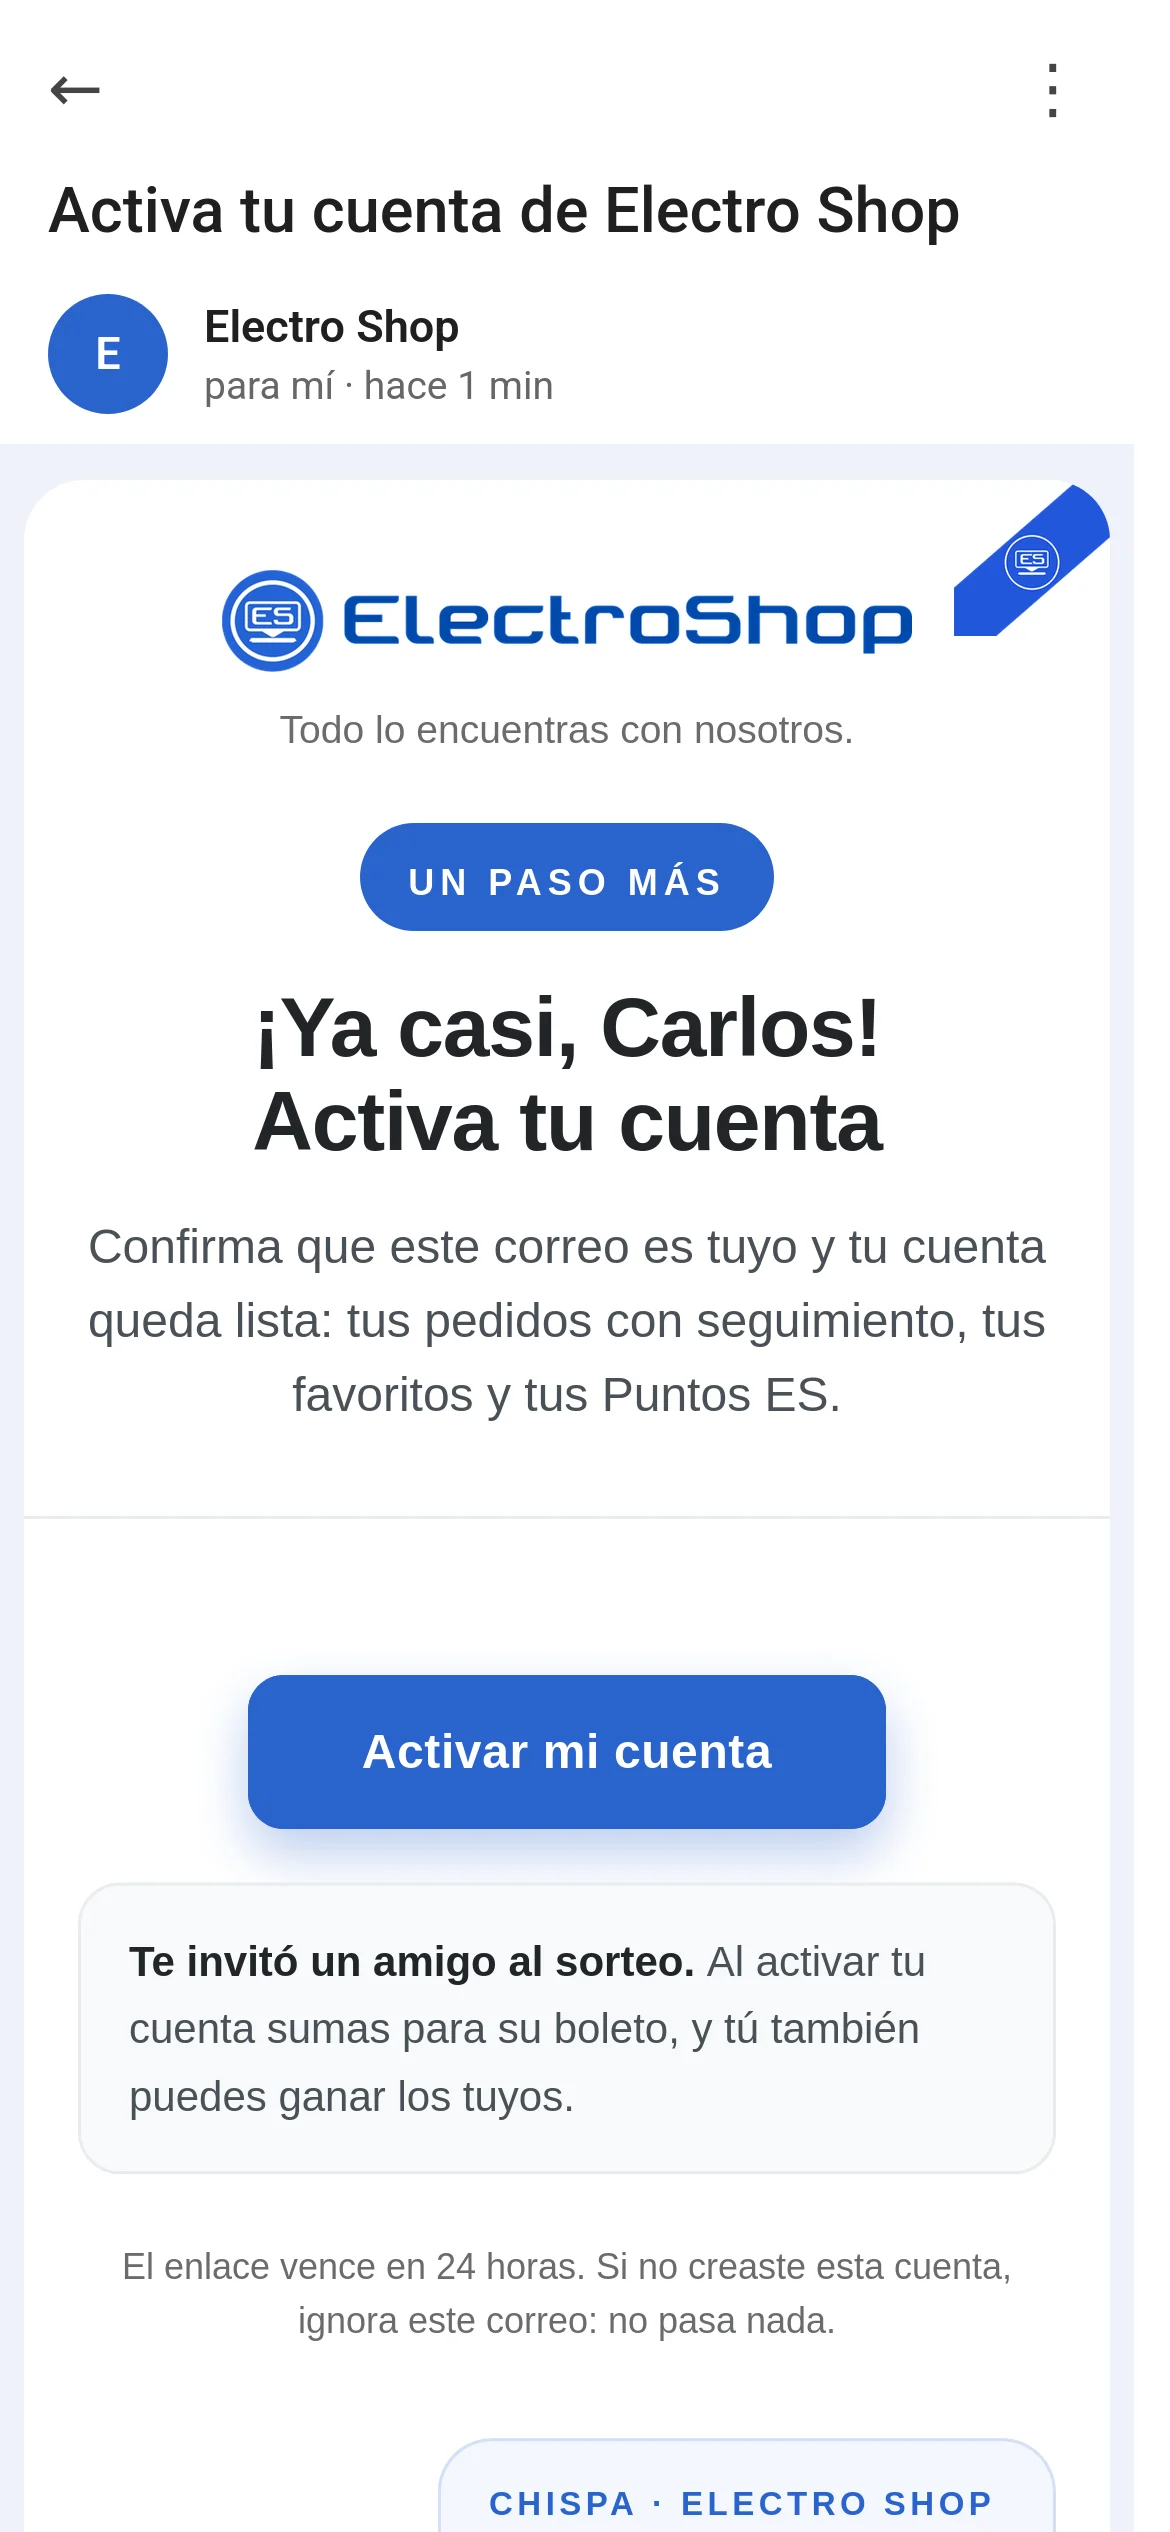 Activa tu cuenta de Electro Shop
E
Electro Shop
para mí · hace 1 min
ES
ES ElectroShop
Todo lo encuentras con nosotros.
UN PASO MÁS
¡Ya casi, Carlos!
Activa tu cuenta
Confirma que este correo es tuyo y tu cuenta
queda lista: tus pedidos con seguimiento, tus
favoritos y tus Puntos ES.
Activar mi cuenta
Te invitó un amigo al sorteo. Al activar tu
cuenta sumas para su boleto, y tú también
puedes ganar los tuyos.
El enlace vence en 24 horas. Si no creaste esta cuenta,
ignora este correo: no pasa nada.
CHISPA · ELECTRO SHOP